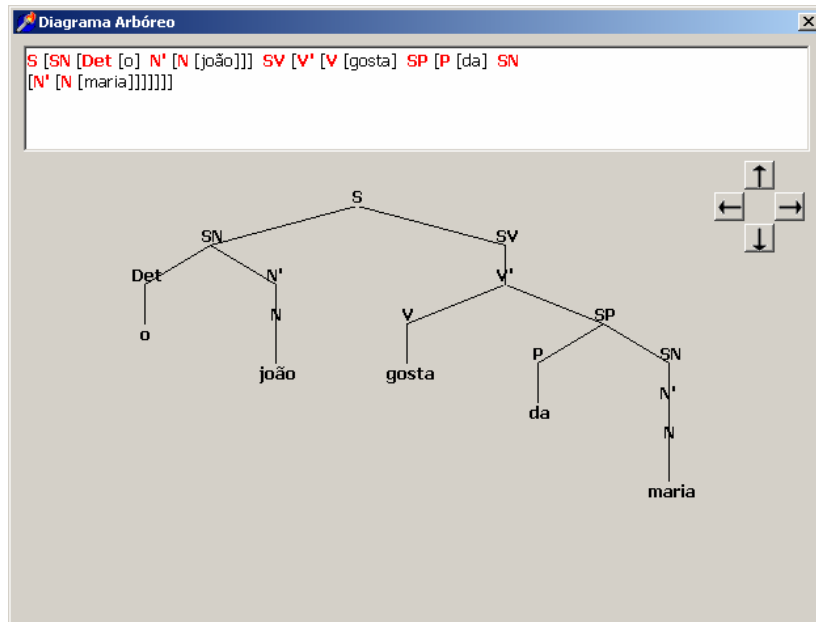 Diagrama Arbóreo
S [SN [Det [o] N' [N [joão]]] SV [V' [V [gosta] SP [P [da] SN
[N' [N [maria]]]]]]]
S
SN SV
Det N' V'
o N V SP
joão gosta P SN
da N'
N
maria